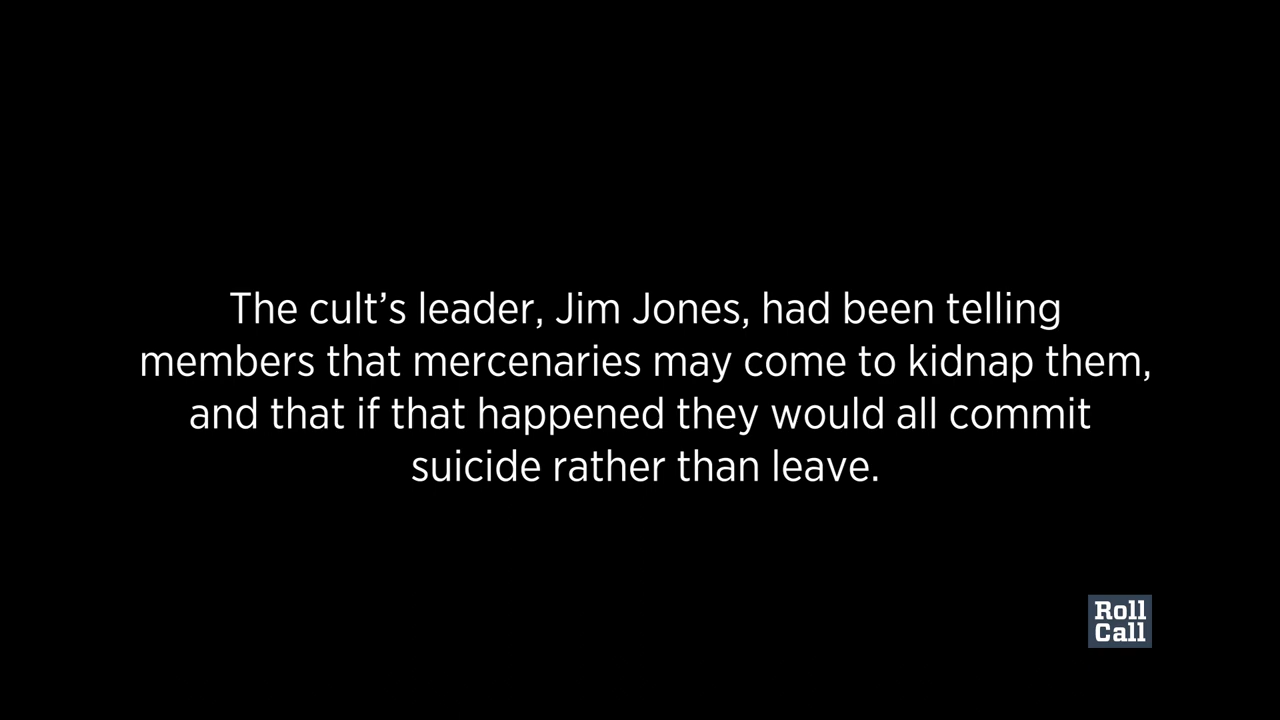 The cult’s leader, Jim Jones, had been telling
members that mercenaries may come to kidnap them,
and that if that happened they would all commit
suicide rather than leave.
Roll
Call